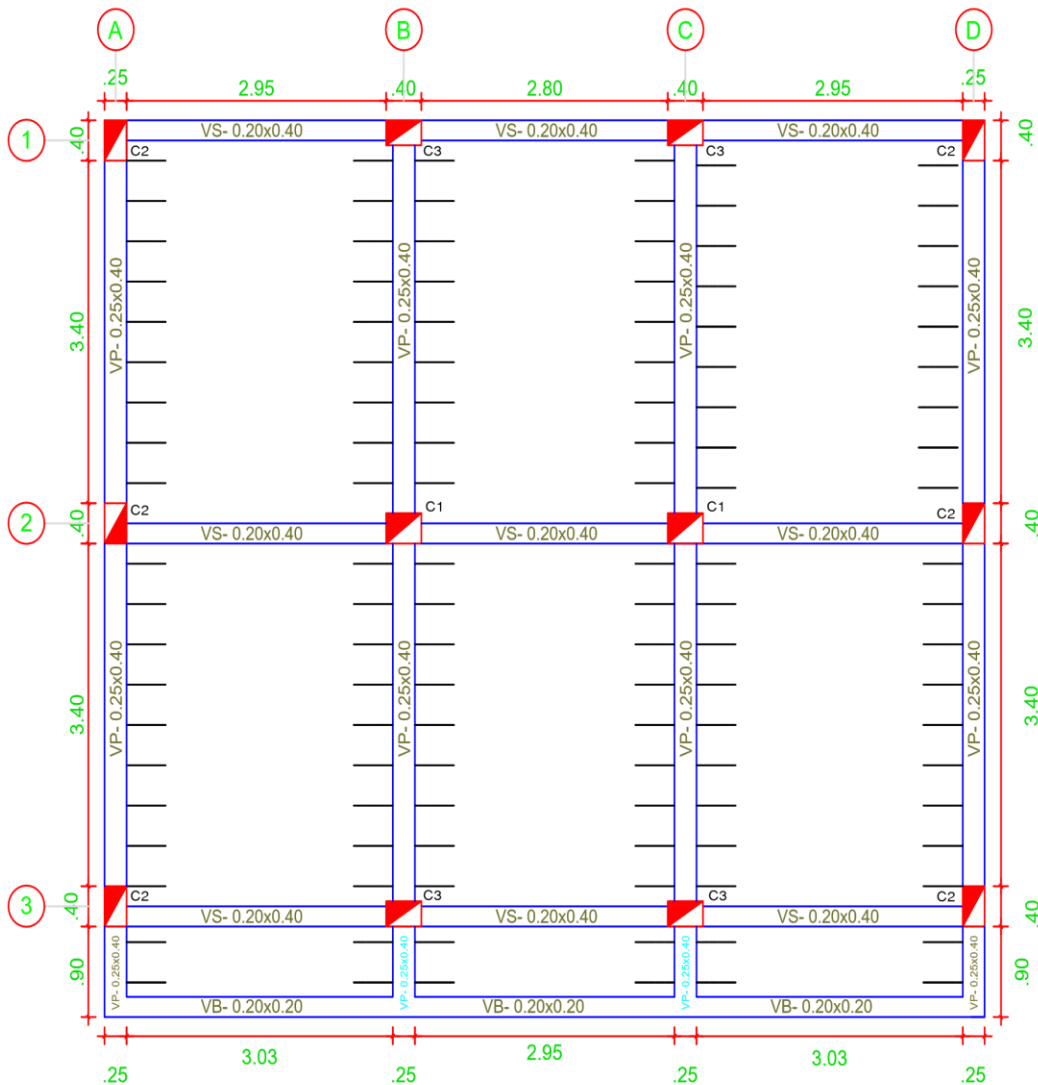 A B C D
.25 2.95 .40 2.80 .40 2.95 .25
1 .40 VS- 0.20x0.40 VS- 0.20x0.40 VS- 0.20x0.40 .40
C2 C3 C3 C2
3.40 VP- 0.25x0.40 VP- 0.25x0.40 VP- 0.25x0.40 VP- 0.25x0.40 3.40
C2 C1 C1 C2
2 .40 VS- 0.20x0.40 VS- 0.20x0.40 VS- 0.20x0.40 .40
3.40 VP- 0.25x0.40 VP- 0.25x0.40 VP- 0.25x0.40 VP- 0.25x0.40 3.40
C2 C3 C3 C2
3 .40 VS- 0.20x0.40 VS- 0.20x0.40 VS- 0.20x0.40 .40
.90 VP- 0.25x0.40 VP- 0.25x0.40 VP- 0.25x0.40 VP- 0.25x0.40 .90
VB- 0.20x0.20 VB- 0.20x0.20 VB- 0.20x0.20
3.03 2.95 3.03
.25 .25 .25 .25